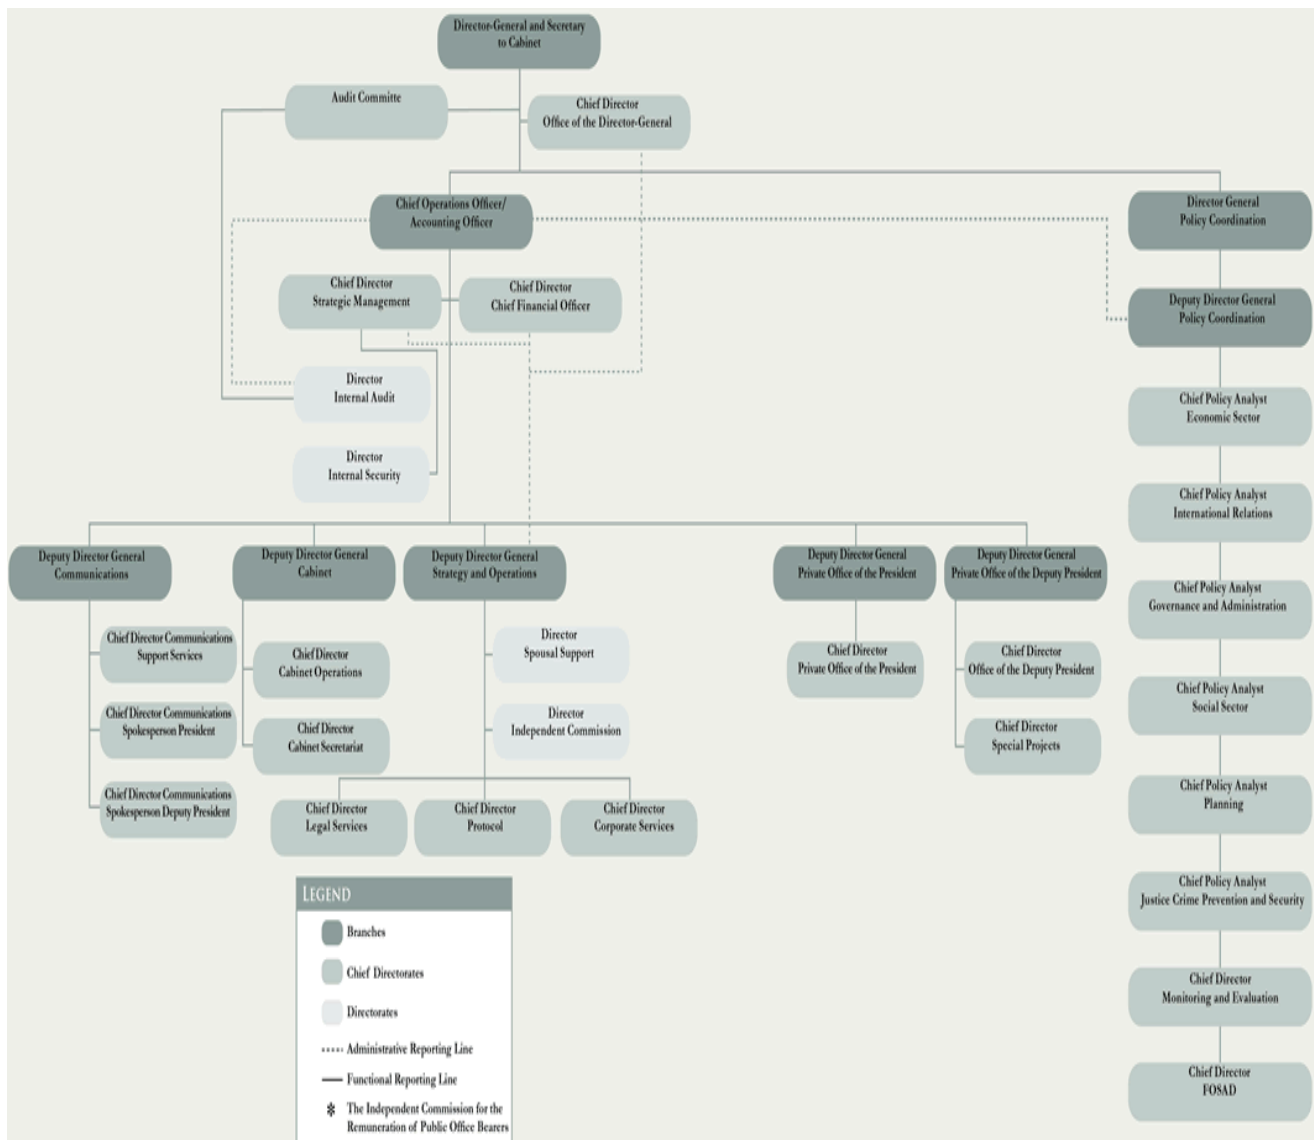 Director-General and Secretary
to Cabinet
Audit Committe
Chief Director
Office of the Director-General
Chief Operations Officer/
Accounting Officer
Director General
Policy Coordination
Chief Director
Strategic Management
Chief Director
Chief Financial Officer
Deputy Director General
Policy Coordination
Director
Internal Audit
Director
Internal Security
Chief Policy Analyst
Economic Sector
Chief Policy Analyst
International Relations
Deputy Director General
Communications
Deputy Director General
Cabinet
Deputy Director General
Strategy and Operations
Deputy Director General
Private Office of the President
Deputy Director General
Private Office of the Deputy President
Chief Policy Analyst
Governance and Administration
Chief Director Communications
Support Services
Chief Director
Cabinet Operations
Director
Spousal Support
Chief Director
Private Office of the President
Chief Director
Office of the Deputy President
Chief Policy Analyst
Social Sector
Chief Director Communications
Spokesperson President
Chief Director
Cabinet Secretariat
Director
Independent Commission
Chief Director
Special Projects
Chief Director Communications
Spokesperson Deputy President
Chief Director
Legal Services
Chief Director
Protocol
Chief Director
Corporate Services
Chief Policy Analyst
Planning
Chief Policy Analyst
Justice Crime Prevention and Security
Chief Director
Monitoring and Evaluation
Chief Director
FOSAD
LEGEND
Branches
Chief Directorates
Directorates
Administrative Reporting Line
Functional Reporting Line
* The Independent Commission for the
Remuneration of Public Office Bearers